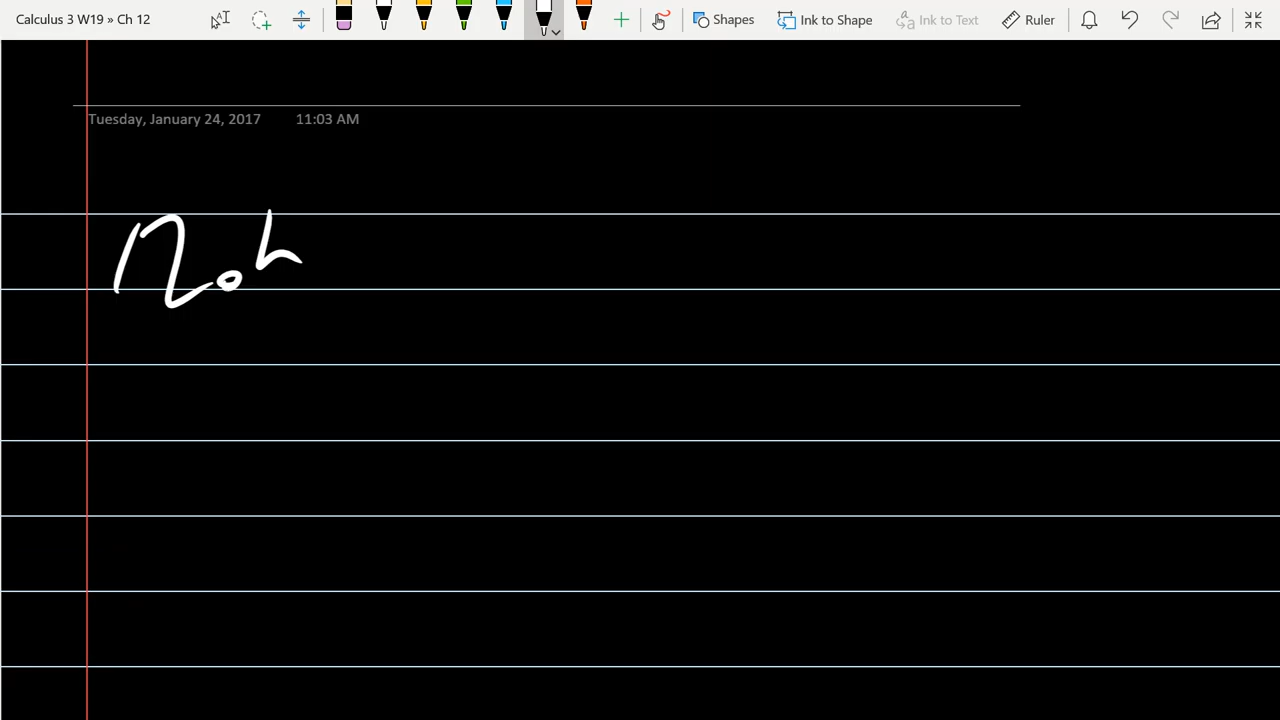 Calculus 3 W19 » Ch 12
Shapes
Ink to Shape
Ink to Text
Ruler
Tuesday, January 24, 2017 11:03 AM